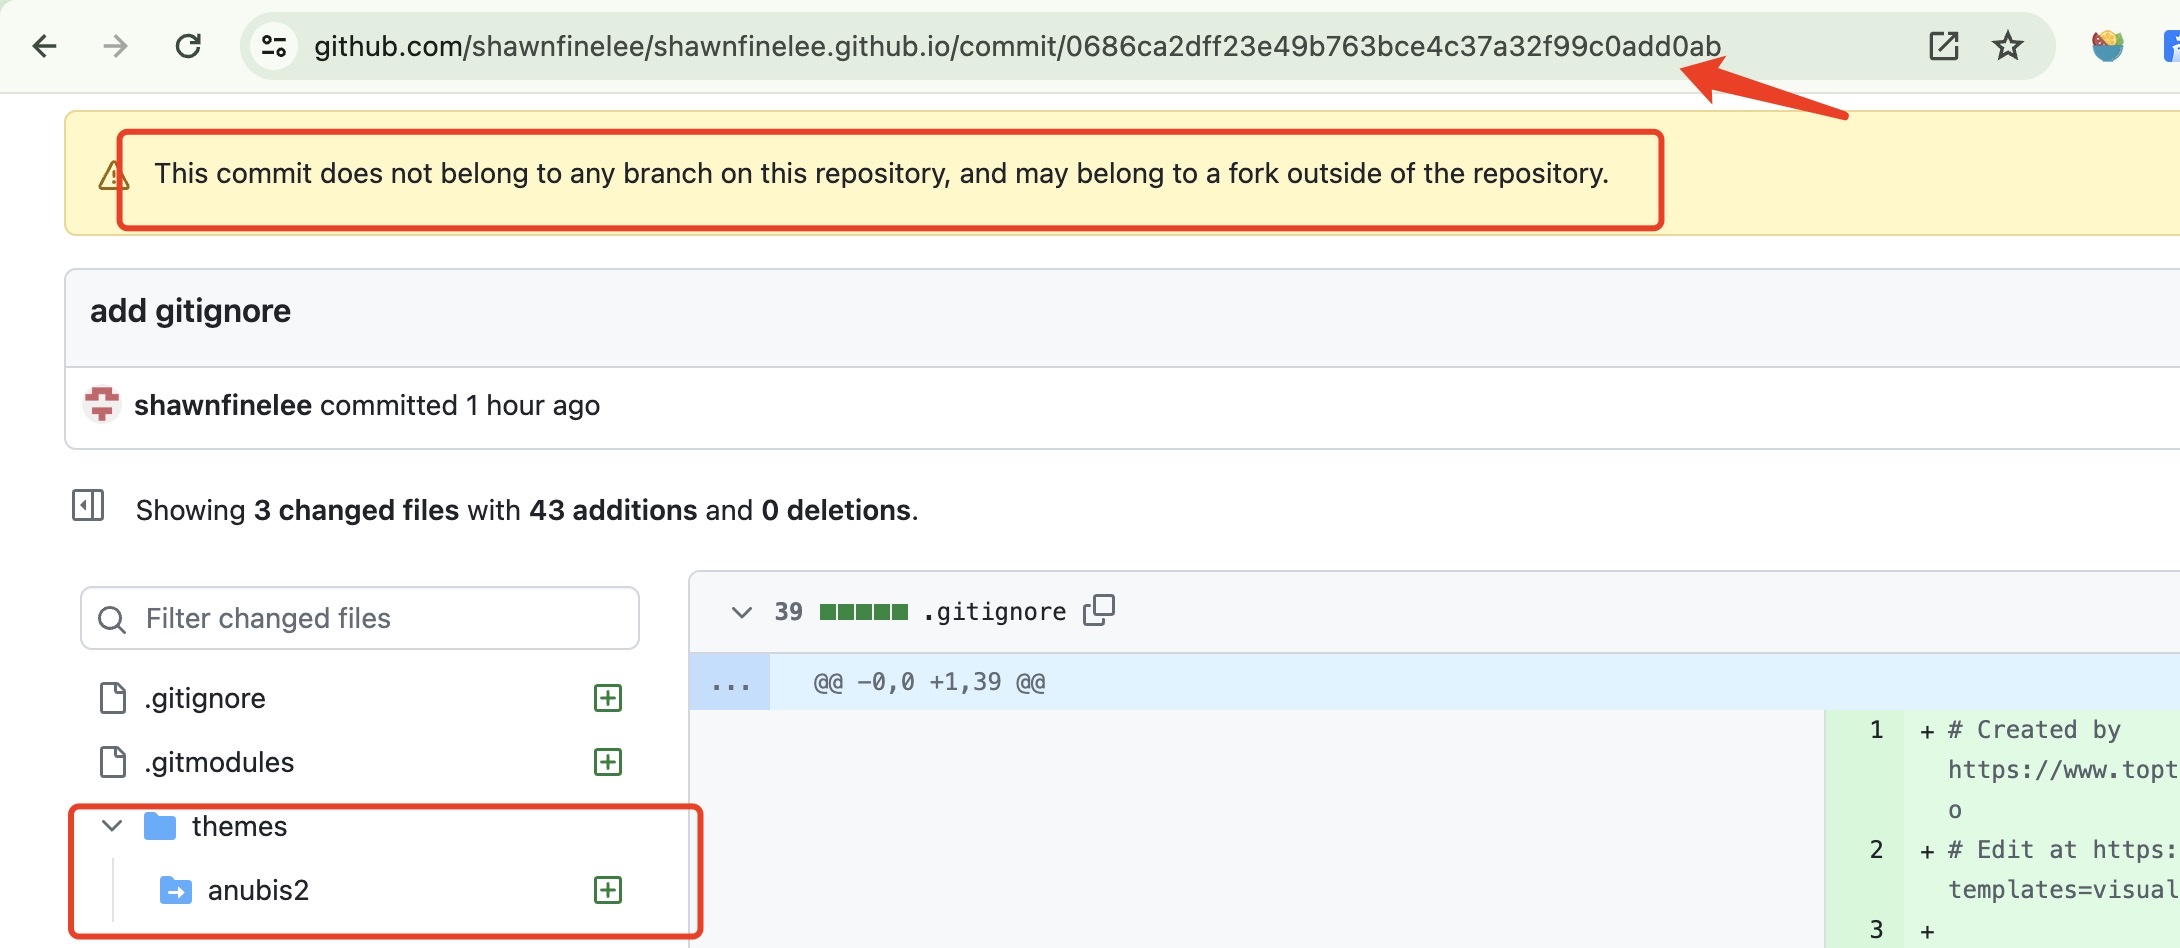 github.com/shawnfinelee/shawnfinelee.github.io/commit/0686ca2dff23e49b763bce4c37a32f99c0add0ab
This commit does not belong to any branch on this repository, and may belong to a fork outside of the repository.
add gitignore
shawnfinelee committed 1 hour ago
Showing 3 changed files with 43 additions and 0 deletions.
Filter changed files
39 .gitignore
... @@ -0,0 +1,39 @@
.gitignore
.gitmodules
themes
anubis2
1 + # Created by
https://www.topt
o
2 + # Edit at https:
templates=visual
3 +